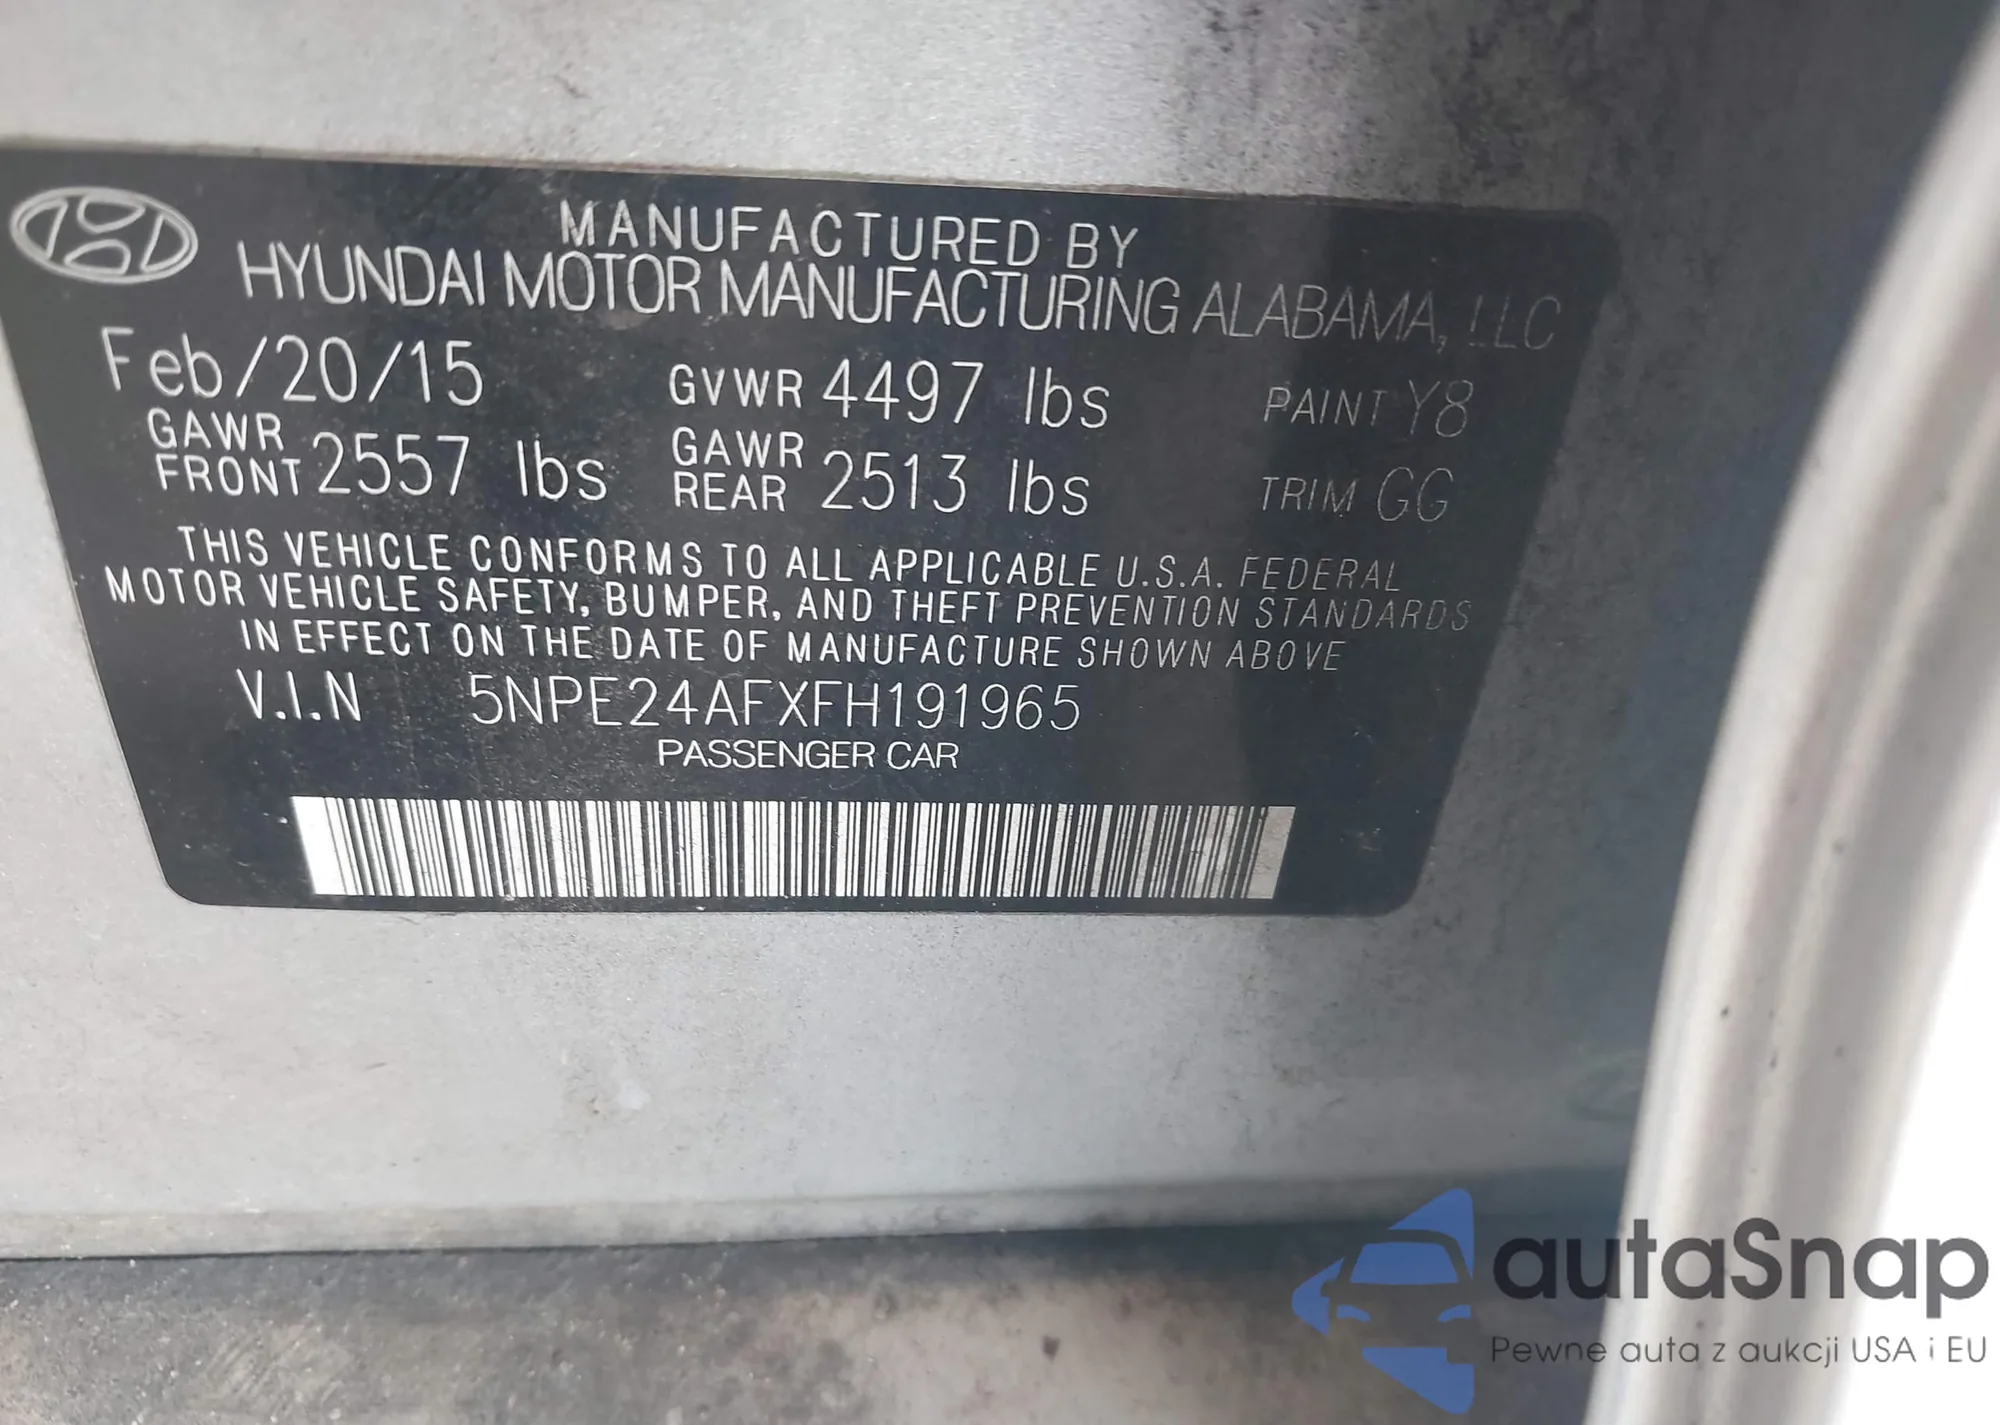 MANUFACTURED BY
HYUNDAI MOTOR MANUFACTURING ALABAMA, LLC
Feb/20/15 GVWR 4497 lbs PAINT Y8
GAWR FRONT 2557 lbs GAWR REAR 2513 lbs TRIM GG
THIS VEHICLE CONFORMS TO ALL APPLICABLE U.S.A. FEDERAL
MOTOR VEHICLE SAFETY, BUMPER, AND THEFT PREVENTION STANDARDS
IN EFFECT ON THE DATE OF MANUFACTURE SHOWN ABOVE
V.I.N 5NPE24AFXFH191965
PASSENGER CAR
autaSnap
Pewne auta z aukcji USA i EU